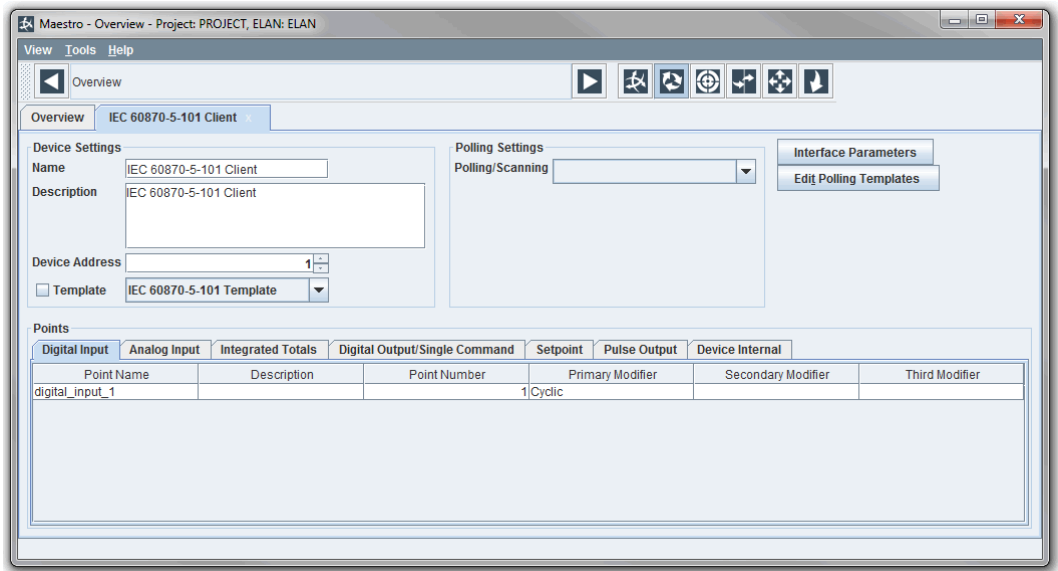 Maestro - Overview - Project: PROJECT, ELAN: ELAN
View Tools Help
Overview
Overview IEC 60870-5-101 Client x
Device Settings
Name IEC 60870-5-101 Client
Description IEC 60870-5-101 Client
Device Address 1
Template IEC 60870-5-101 Template
Polling Settings
Polling/Scanning
Interface Parameters
Edit Polling Templates
Points
Digital Input Analog Input Integrated Totals Digital Output/Single Command Setpoint Pulse Output Device Internal
Point Name Description Point Number Primary Modifier Secondary Modifier Third Modifier
digital_input_1 1 Cyclic